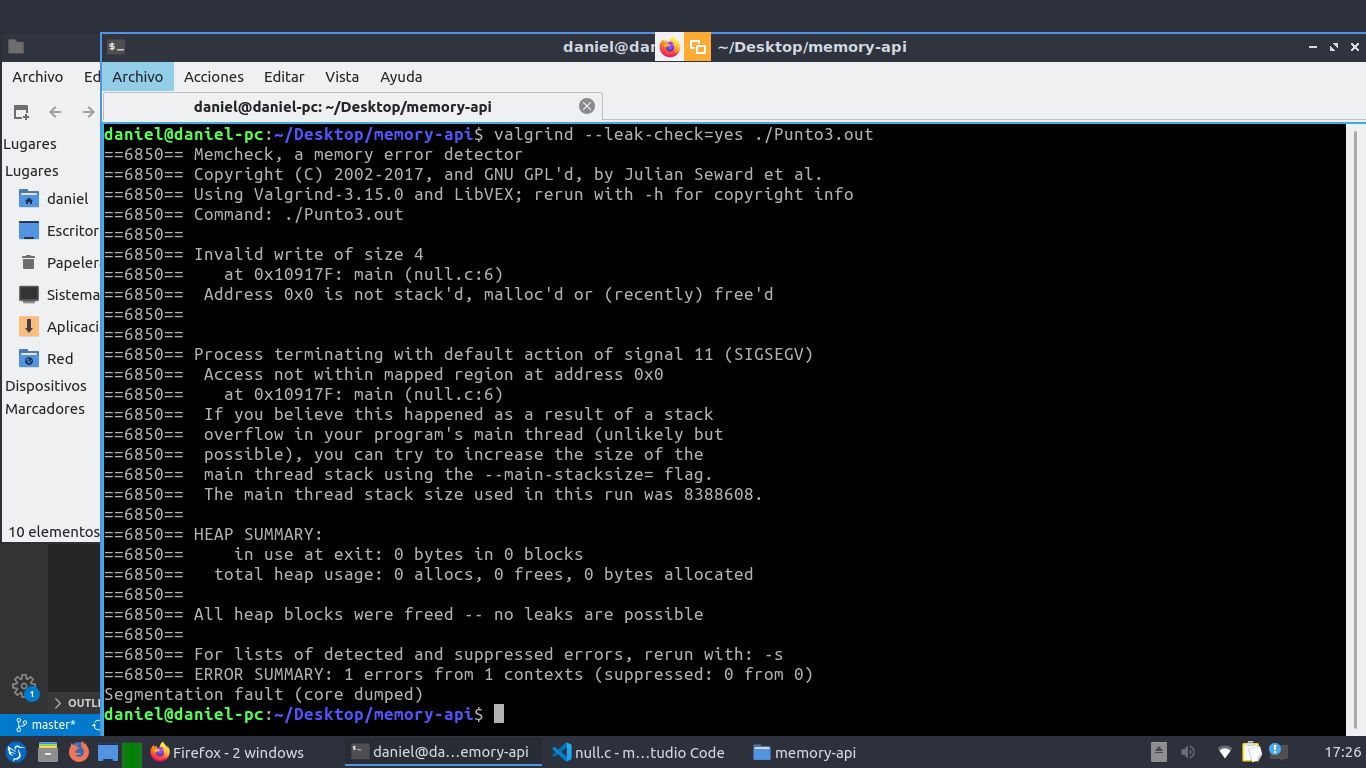 daniel@da
~/Desktop/memory-api
Archivo
Archivo Acciones Editar Vista Ayuda
daniel@daniel-pc: ~/Desktop/memory-api
Lugares
Lugares
daniel
Papeler
Sistema
Red
Dispositivos
Marcadores
10 elementos
daniel@daniel-pc:~/Desktop/memory-api$ valgrind --leak-check=yes ./Punto3.out
==6850== Memcheck, a memory error detector
==6850== Copyright (C) 2002-2017, and GNU GPL'd, by Julian Seward et al.
==6850== Using Valgrind-3.15.0 and LibVEX; rerun with -h for copyright info
==6850== Command: ./Punto3.out
==6850==
==6850== Invalid write of size 4
==6850==    at 0x10917F: main (null.c:6)
==6850==  Address 0x0 is not stack'd, malloc'd or (recently) free'd
==6850==
==6850==
==6850== Process terminating with default action of signal 11 (SIGSEGV)
==6850==  Access not within mapped region at address 0x0
==6850==    at 0x10917F: main (null.c:6)
==6850==  If you believe this happened as a result of a stack
==6850==  overflow in your program's main thread (unlikely but
==6850==  possible), you can try to increase the size of the
==6850==  main thread stack using the --main-stacksize= flag.
==6850==  The main thread stack size used in this run was 8388608.
==6850==
==6850== HEAP SUMMARY:
==6850==     in use at exit: 0 bytes in 0 blocks
==6850==   total heap usage: 0 allocs, 0 frees, 0 bytes allocated
==6850==
==6850== All heap blocks were freed -- no leaks are possible
==6850==
==6850== For lists of detected and suppressed errors, rerun with: -s
==6850== ERROR SUMMARY: 1 errors from 1 contexts (suppressed: 0 from 0)
Segmentation fault (core dumped)
daniel@daniel-pc:~/Desktop/memory-api$
1
OUTLI
master*
Firefox - 2 windows
daniel@da...emory-api
null.c - m...tudio Code
memory-api
17:26